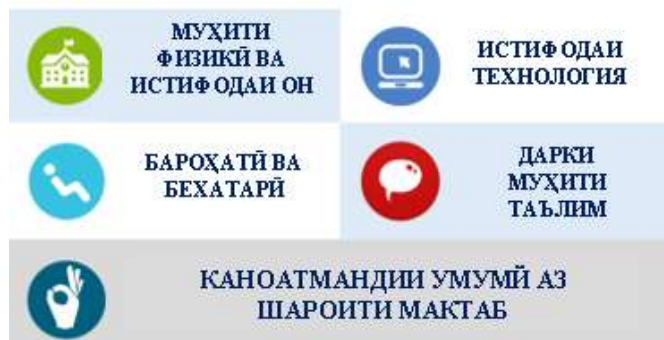 МУҲИТИ
ФИЗИКӢ ВА
ИСТИФОДАИ ОН
ИСТИФОДАИ
ТЕХНОЛОГИЯ
БАРОҲАТӢ ВА
БЕХАТАРӢ
ДАРКИ
МУҲИТИ
ТАЪЛИМ
КАНОАТМАНДИИ УМУМӢ АЗ
ШАРОИТИ МАКТАБ